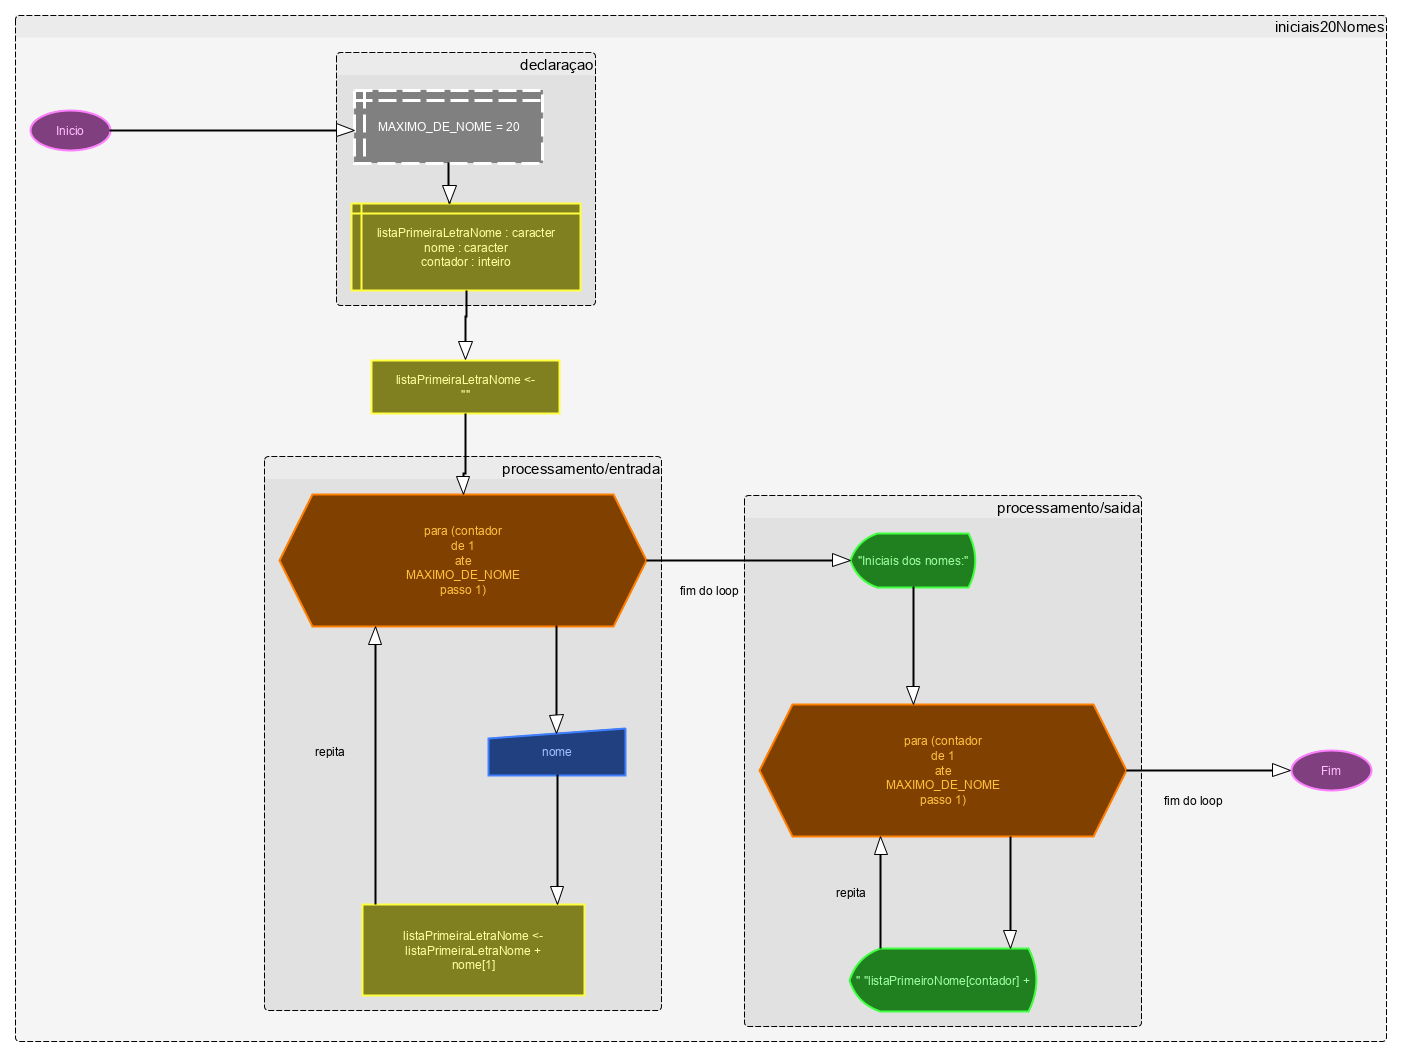 iniciais20Nomes
declaraçao
Inicio
MAXIMO_DE_NOME = 20
listaPrimeiraLetraNome : caracter
nome : caracter
contador : inteiro
listaPrimeiraLetraNome <-
""
processamento/entrada
para (contador
de 1
ate
MAXIMO_DE_NOME
passo 1)
fim do loop
repita
nome
listaPrimeiraLetraNome <-
listaPrimeiraLetraNome +
nome[1]
processamento/saida
"Iniciais dos nomes:"
para (contador
de 1
ate
MAXIMO_DE_NOME
passo 1)
fim do loop
Fim
repita
" "listaPrimeiroNome[contador] +